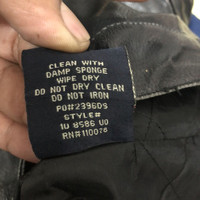 CLEAN WITH
DAMP SPONGE
WIPE DRY
DO NOT DRY CLEAN
DO NOT IRON
PO#2396DS
STYLE#
1U 8586 U0
RN#110076